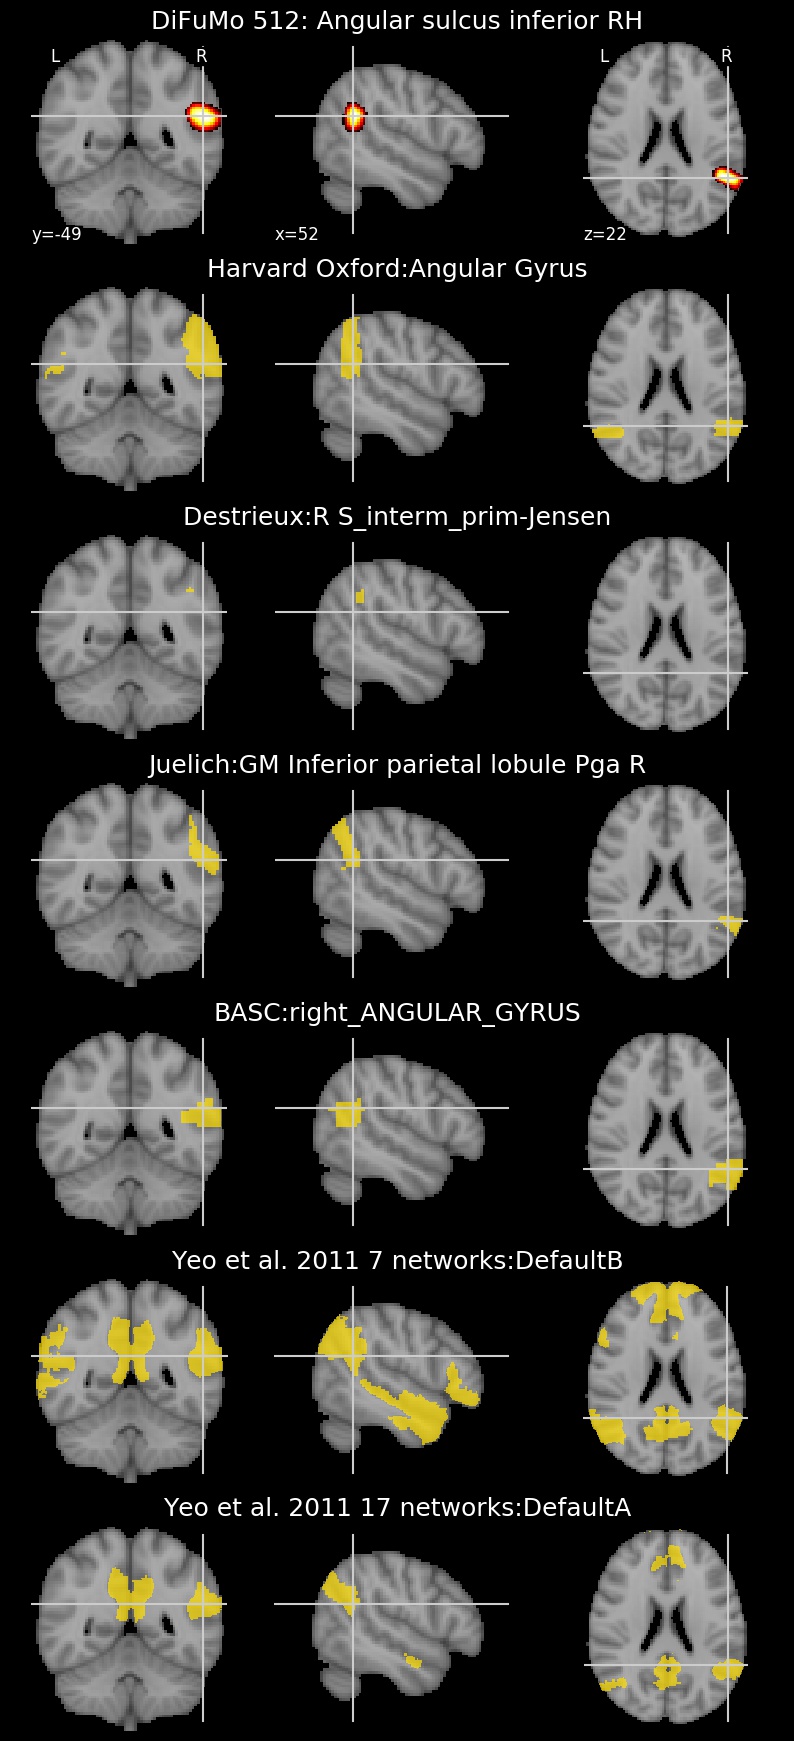 DiFuMo 512: Angular sulcus inferior RH
L R L R
y=-49 x=52 z=22
Harvard Oxford:Angular Gyrus
Destrieux:R S_interm_prim-Jensen
Juelich:GM Inferior parietal lobule Pga R
BASC:right_ANGULAR_GYRUS
Yeo et al. 2011 7 networks:DefaultB
Yeo et al. 2011 17 networks:DefaultA